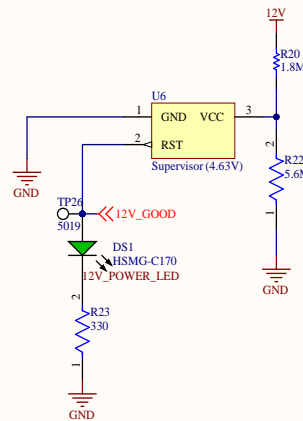 12V
R20
1.8M
U6
1
GND
VCC
3
2
RST
Supervisor (4.63V)
2
R22
5.6M
1
GND
GND
TP26
5019
12V_GOOD
DS1
HSMG-C170
12V_POWER_LED
2
R23
330
1
GND